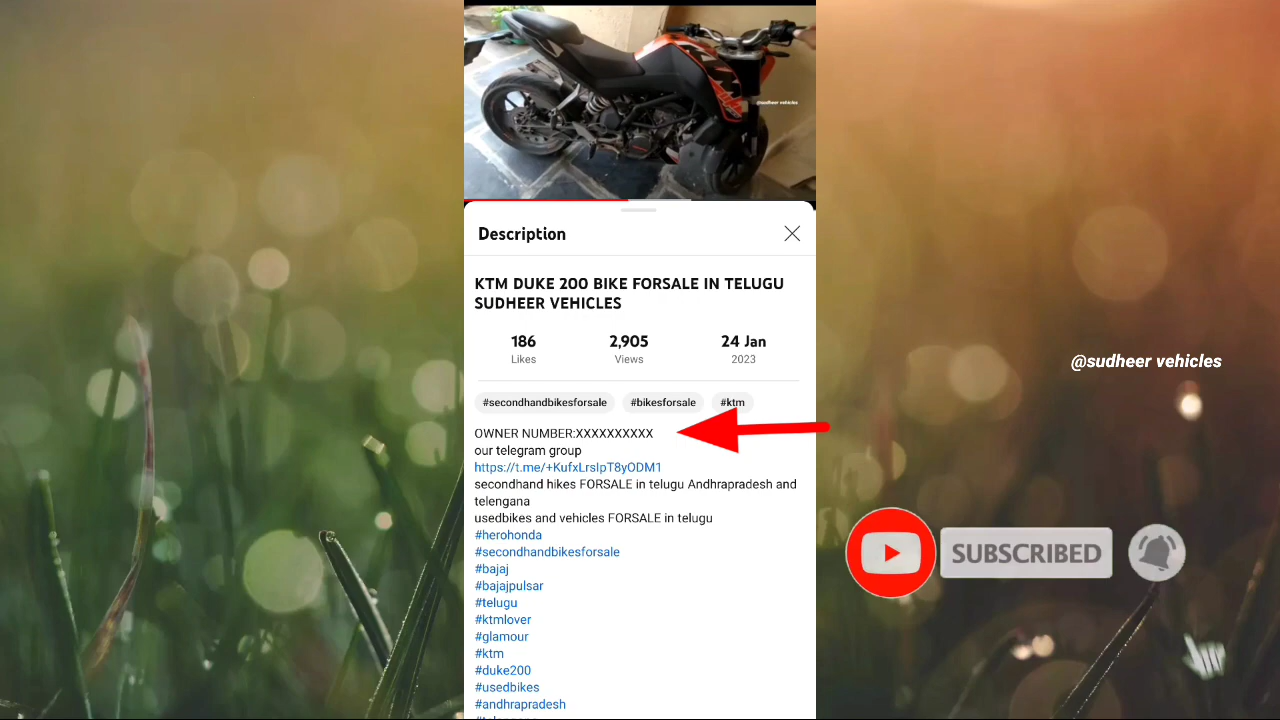 @sudheer vehicles
Description
KTM DUKE 200 BIKE FORSALE IN TELUGU
SUDHEER VEHICLES
186
Likes
2,905
Views
24 Jan
2023
#secondhandbikesforsale
#bikesforsale
#ktm
OWNER NUMBER:XXXXXXXXXX
our telegram group
https://t.me/+KufxLrsIpT8yODM1
secondhand hikes FORSALE in telugu Andhrapradesh and
telengana
usedbikes and vehicles FORSALE in telugu
#herohonda
#secondhandbikesforsale
#bajaj
#bajajpulsar
#telugu
#ktmlover
#glamour
#ktm
#duke200
#usedbikes
#andhrapradesh
@sudheer vehicles
SUBSCRIBED